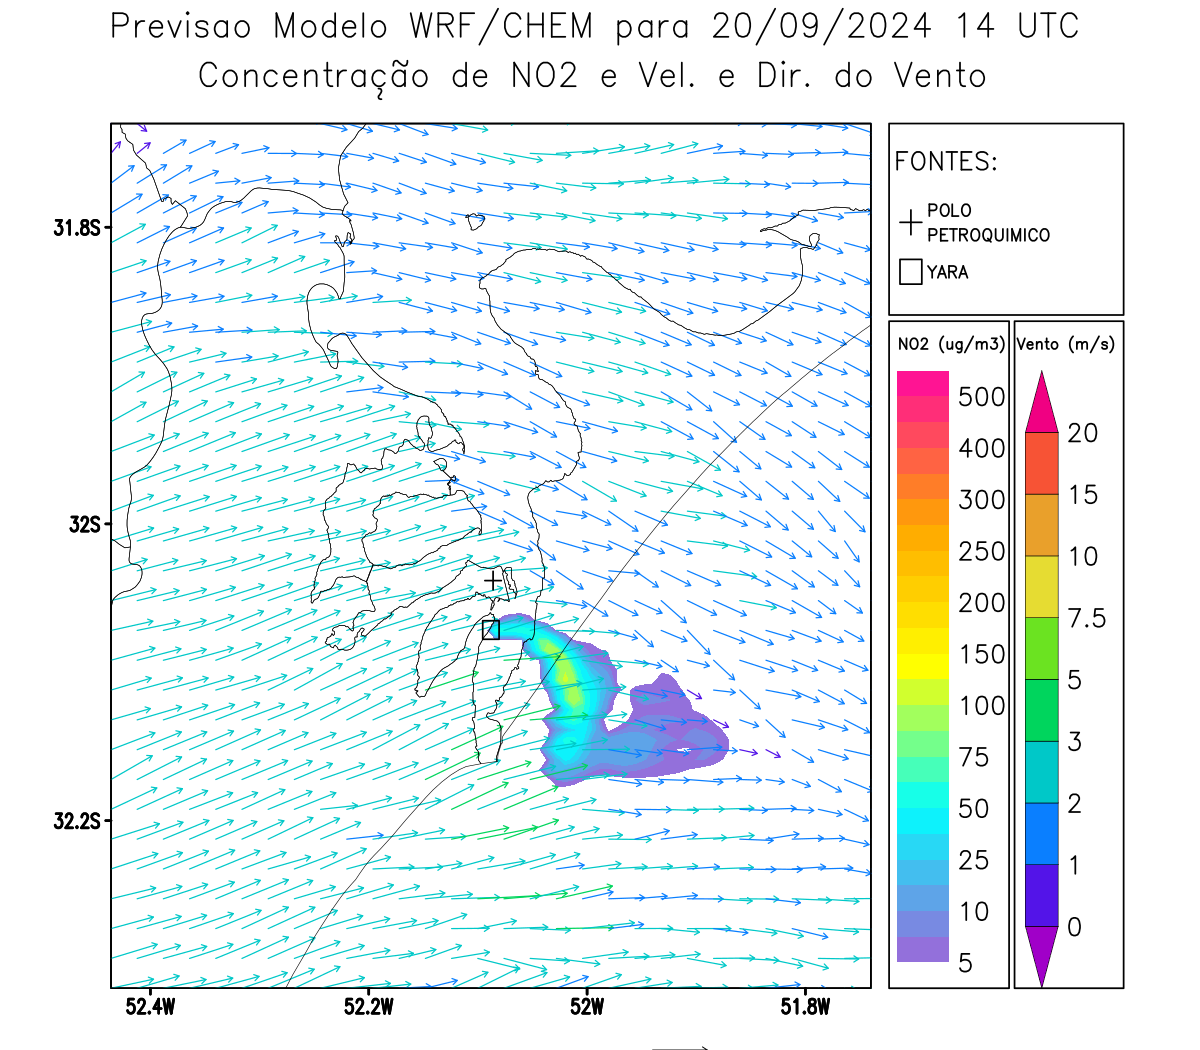 Previsao Modelo WRF/CHEM para 20/09/2024 14 UTC
Concentração de NO2 e Vel. e Dir. do Vento
FONTES:
POLO
PETROQUIMICO
YARA
NO2 (ug/m3)
500
400
300
250
200
150
100
75
50
25
10
5
Vento (m/s)
20
15
10
7.5
5
3
2
1
0
31.8S
32S
32.2S
52.4W
52.2W
52W
51.8W